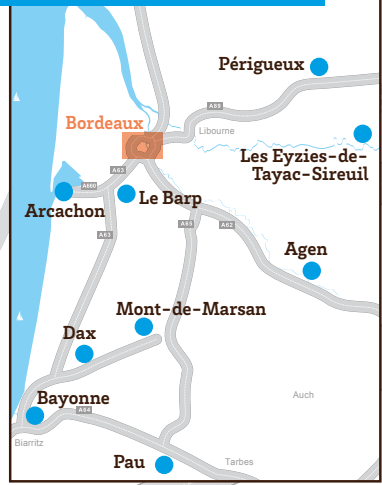 Périgueux
A89
Bordeaux
Libourne
Les Eyzies-de-
Tayac-Sireuil
A63
A660
Le Barp
Arcachon
A65
A62
A63
Agen
Mont-de-Marsan
Dax
Auch
Bayonne
A64
Biarritz
Pau
Tarbes